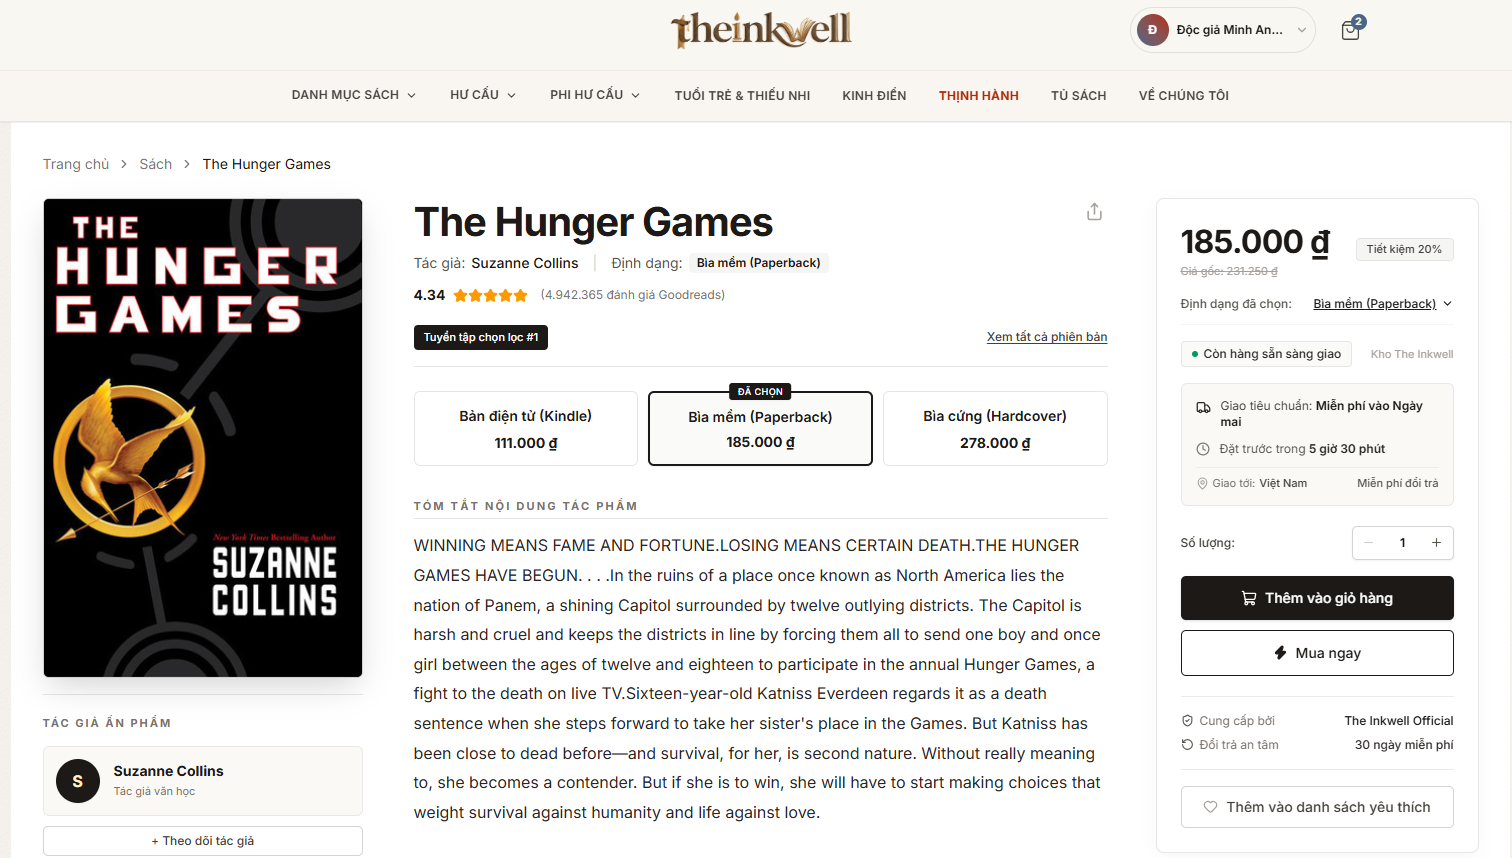 theinkwell
Đ
Độc giả Minh An...
2
DANH MỤC SÁCH
HƯ CẤU
PHI HƯ CẤU
TUỔI TRẺ & THIẾU NHI
KINH ĐIỂN
THỊNH HÀNH
TỦ SÁCH
VỀ CHÚNG TÔI
Trang chủ > Sách > The Hunger Games
THE
HUNGER
GAMES
New York Times Bestselling Author
SUZANNE
COLLINS
TÁC GIẢ ẤN PHẨM
S
Suzanne Collins
Tác giả văn học
+ Theo dõi tác giả
The Hunger Games
Tác giả: Suzanne Collins
Định dạng: Bìa mềm (Paperback)
4.34
(4.942.365 đánh giá Goodreads)
Tuyển tập chọn lọc #1
Xem tất cả phiên bản
Bản điện tử (Kindle)
111.000 ₫
ĐÃ CHỌN
Bìa mềm (Paperback)
185.000 ₫
Bìa cứng (Hardcover)
278.000 ₫
TÓM TẮT NỘI DUNG TÁC PHẨM
WINNING MEANS FAME AND FORTUNE.LOSING MEANS CERTAIN DEATH.THE HUNGER
GAMES HAVE BEGUN. . . .In the ruins of a place once known as North America lies the
nation of Panem, a shining Capitol surrounded by twelve outlying districts. The Capitol is
harsh and cruel and keeps the districts in line by forcing them all to send one boy and once
girl between the ages of twelve and eighteen to participate in the annual Hunger Games, a
fight to the death on live TV.Sixteen-year-old Katniss Everdeen regards it as a death
sentence when she steps forward to take her sister's place in the Games. But Katniss has
been close to dead before—and survival, for her, is second nature. Without really meaning
to, she becomes a contender. But if she is to win, she will have to start making choices that
weight survival against humanity and life against love.
185.000 ₫
Tiết kiệm 20%
Giá gốc: 231.250 ₫
Định dạng đã chọn:
Bìa mềm (Paperback)
Còn hàng sẵn sàng giao
Kho The Inkwell
Giao tiêu chuẩn: Miễn phí vào Ngày
mai
Đặt trước trong 5 giờ 30 phút
Giao tới: Việt Nam
Miễn phí đổi trả
Số lượng:
− 1 +
Thêm vào giỏ hàng
Mua ngay
Cung cấp bởi
The Inkwell Official
Đổi trả an tâm
30 ngày miễn phí
Thêm vào danh sách yêu thích